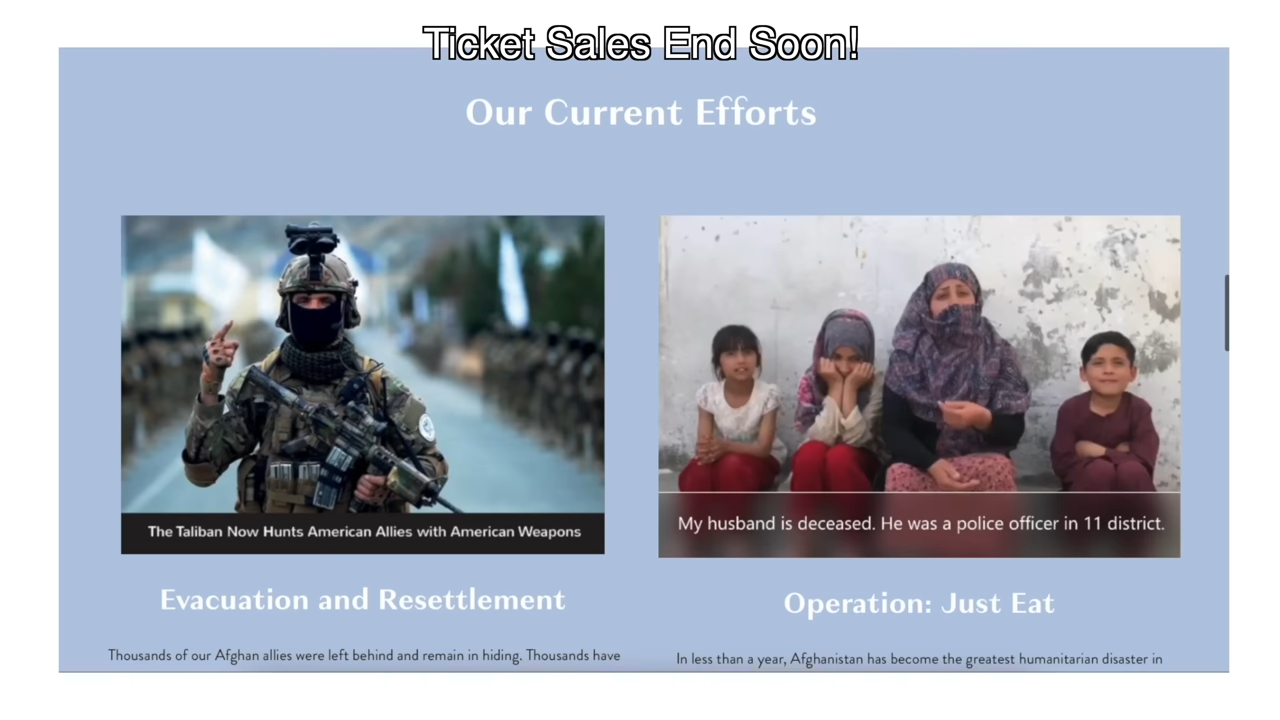 Ticket Sales End Soon!
Our Current Efforts
The Taliban Now Hunts American Allies with American Weapons
My husband is deceased. He was a police officer in 11 district.
Evacuation and Resettlement
Operation: Just Eat
Thousands of our Afghan allies were left behind and remain in hiding. Thousands have
In less than a year, Afghanistan has become the greatest humanitarian disaster in